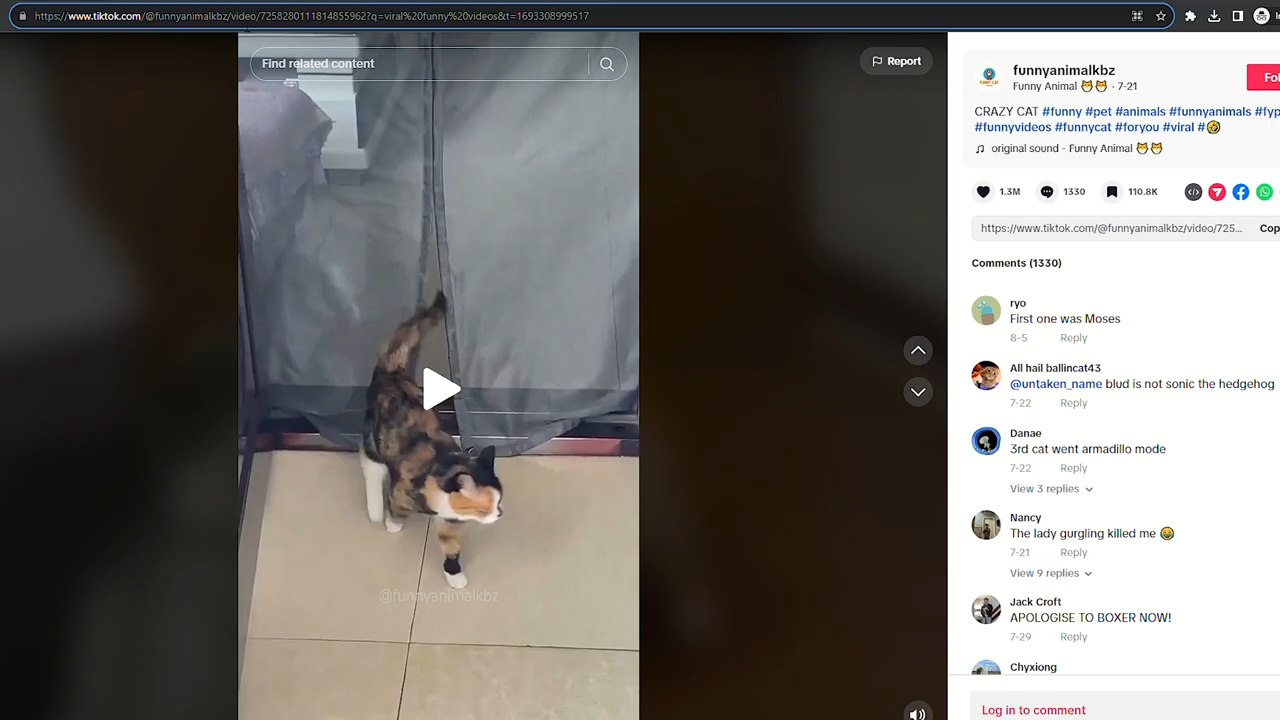 https://www.tiktok.com/@funnyanimalkbz/video/7258280111814855962?q=viral%20funny%20videos&t=1693308999517
Find related content
Report
@funnyanimalkbz
funnyanimalkbz
Funny Animal 😼😼 · 7-21
Fol
CRAZY CAT #funny #pet #animals #funnyanimals #fyp
#funnyvideos #funnycat #foryou #viral #🤣
original sound - Funny Animal 😼😼
1.3M
1330
110.8K
https://www.tiktok.com/@funnyanimalkbz/video/725...
Cop
Comments (1330)
ryo
First one was Moses
8-5 Reply
All hail ballincat43
@untaken_name blud is not sonic the hedgehog
7-22 Reply
Danae
3rd cat went armadillo mode
7-22 Reply
View 3 replies
Nancy
The lady gurgling killed me 😂
7-21 Reply
View 9 replies
Jack Croft
APOLOGISE TO BOXER NOW!
7-29 Reply
Chyxiong
Log in to comment